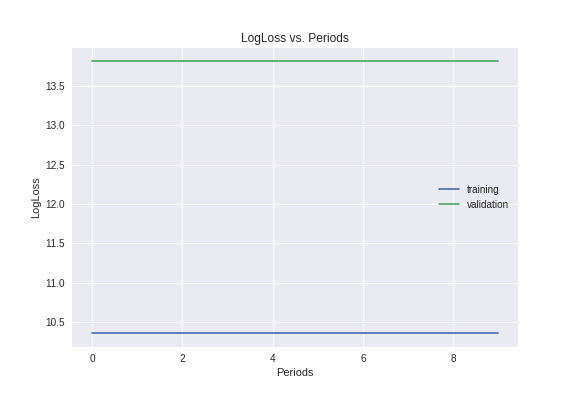 LogLoss vs. Periods
13.5
13.0
12.5
12.0
11.5
11.0
10.5
LogLoss
training
validation
0 2 4 6 8
Periods